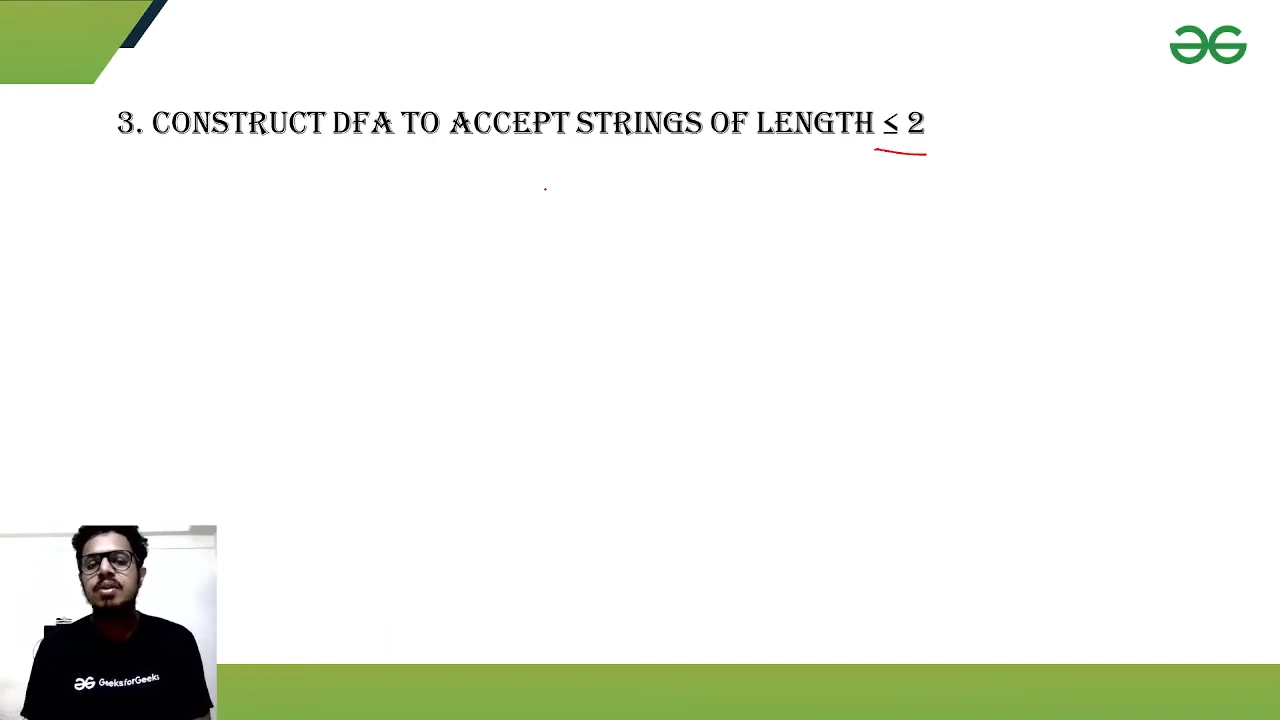 3. CONSTRUCT DFA TO ACCEPT STRINGS OF LENGTH ≤ 2
GeeksforGeeks